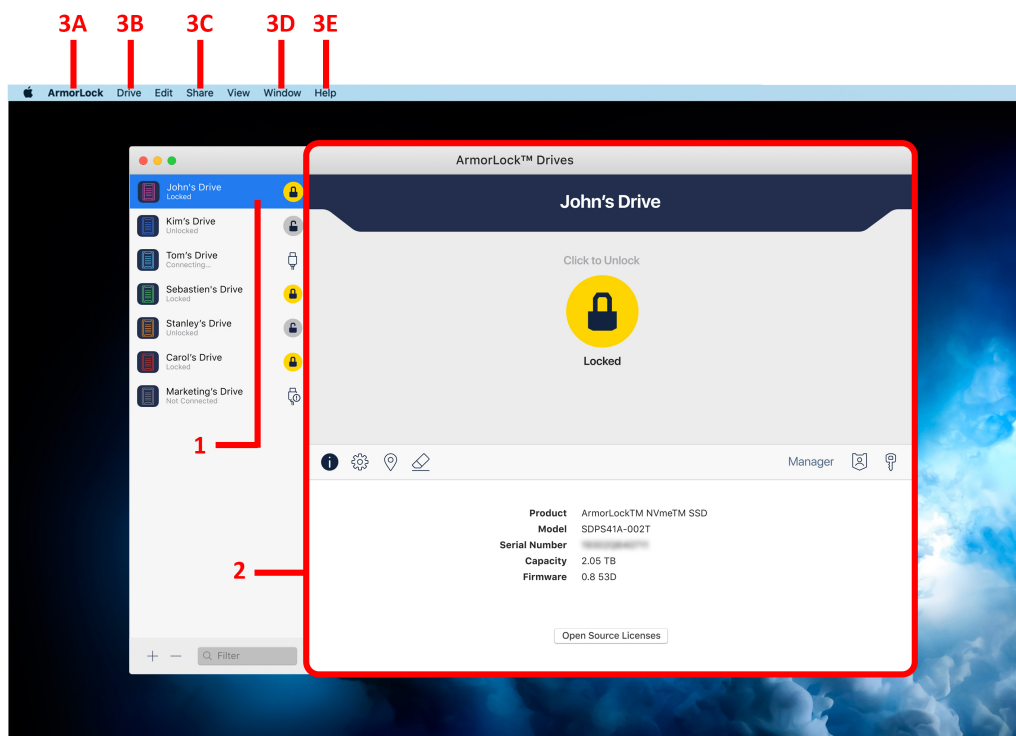 3A 3B 3C 3D 3E
ArmorLock Drive Edit Share View Window Help
ArmorLock™ Drives
John's Drive
Locked
Kim's Drive
Unlocked
Tom's Drive
Connecting...
Sebastien's Drive
Locked
Stanley's Drive
Unlocked
Carol's Drive
Locked
Marketing's Drive
Not Connected
1
Filter
John's Drive
Click to Unlock
Locked
Manager
2
Product ArmorLockTM NVmeTM SSD
Model SDPS41A-002T
Serial Number
Capacity 2.05 TB
Firmware 0.8 53D
Open Source Licenses